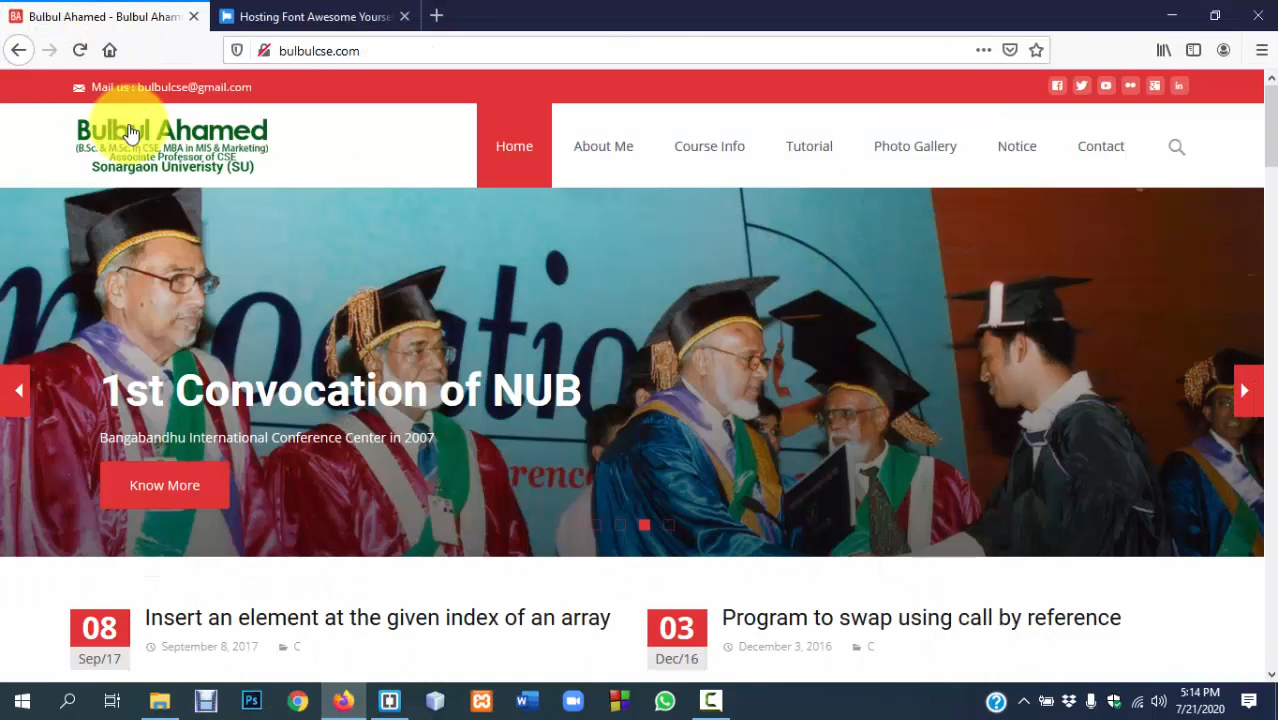 Bulbul Ahamed - Bulbul Aham
Hosting Font Awesome Yourse
bulbulcse.com
Mail us : bulbulcse@gmail.com
Bulbul Ahamed
(B.Sc. & M.Sc. in CSE, MBA in MIS & Marketing)
Associate Professor of CSE
Sonargaon Univeristy (SU)
Home About Me Course Info Tutorial Photo Gallery Notice Contact
1st Convocation of NUB
Bangabandhu International Conference Center in 2007
Know More
08
Sep/17
Insert an element at the given index of an array
September 8, 2017 C
03
Dec/16
Program to swap using call by reference
December 3, 2016 C
5:14 PM
7/21/2020